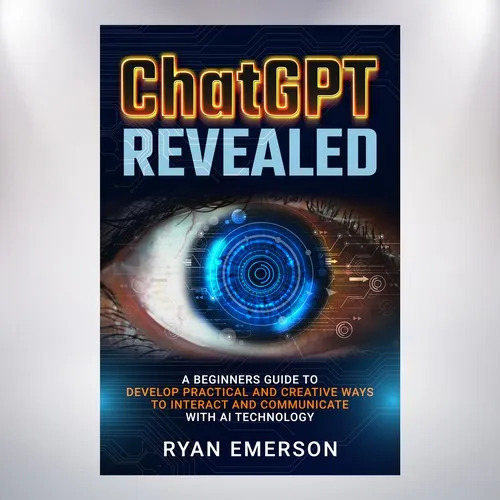 ChatGPT
REVEALED
A BEGINNERS GUIDE TO
DEVELOP PRACTICAL AND CREATIVE WAYS
TO INTERACT AND COMMUNICATE
WITH AI TECHNOLOGY
RYAN EMERSON